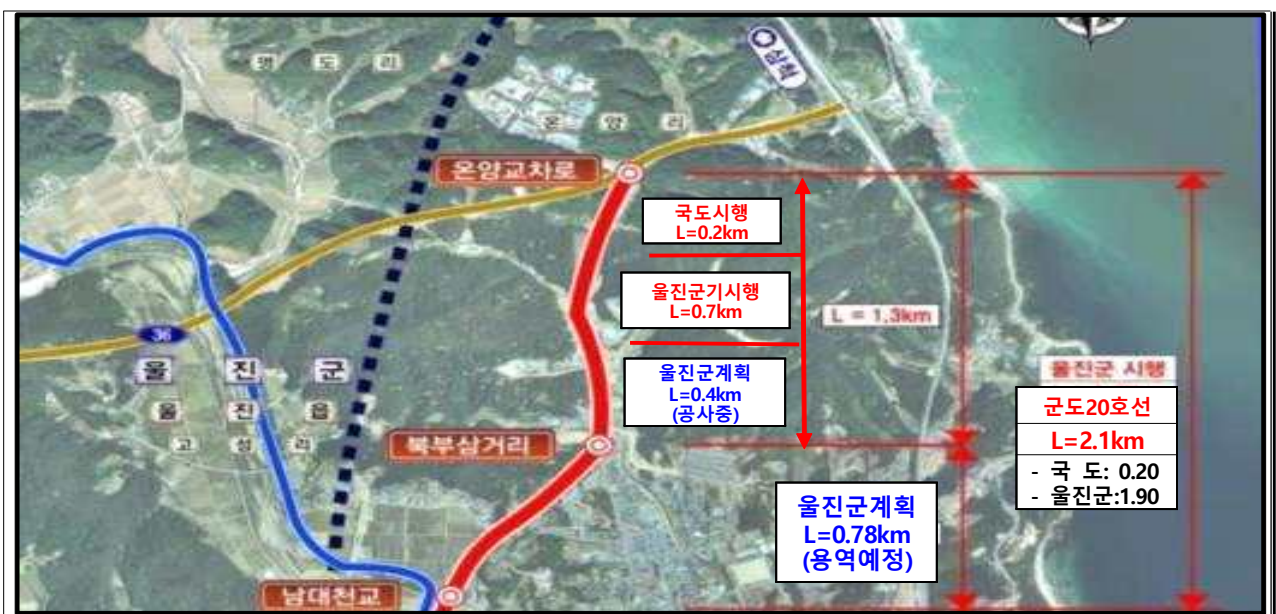 삼척
명 도 리
온 양 리
온양교차로
국도시행
L=0.2km
울진군기시행
L=0.7km
L = 1.3km
36
울진군계획
L=0.4km
(공사중)
울 진 군
울 진 읍
고 성 리
북부삼거리
울진군 시행
군도20호선
L=2.1km
- 국 도: 0.20
- 울진군:1.90
울진군계획
L=0.78km
(용역예정)
남대천교